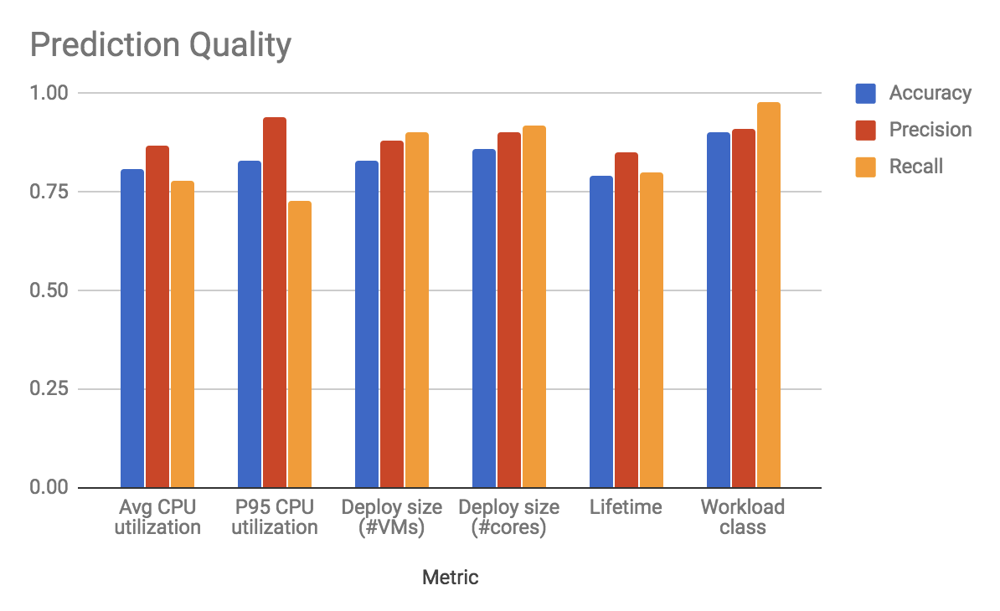 Prediction Quality
1.00
0.75
0.50
0.25
0.00
Accuracy
Precision
Recall
Avg CPU
utilization
P95 CPU
utilization
Deploy size
(#VMs)
Deploy size
(#cores)
Lifetime
Workload
class
Metric